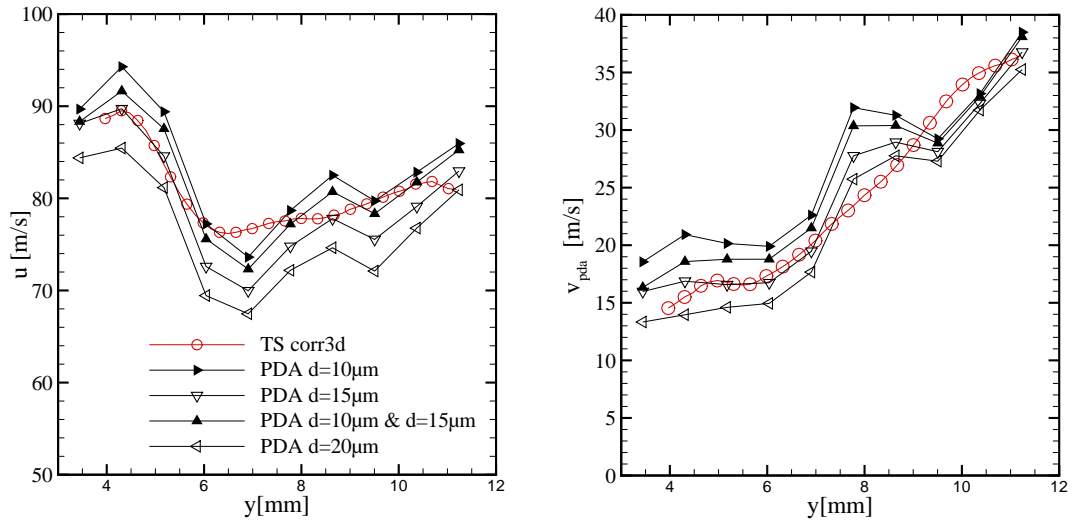 100
90
80
70
60
50
u [m/s]
4
6
8
10
12
y[mm]
TS corr3d
PDA d=10µm
PDA d=15µm
PDA d=10µm & d=15µm
PDA d=20µm
40
35
30
25
20
15
10
5
0
v_pda [m/s]
4
6
8
10
12
y[mm]